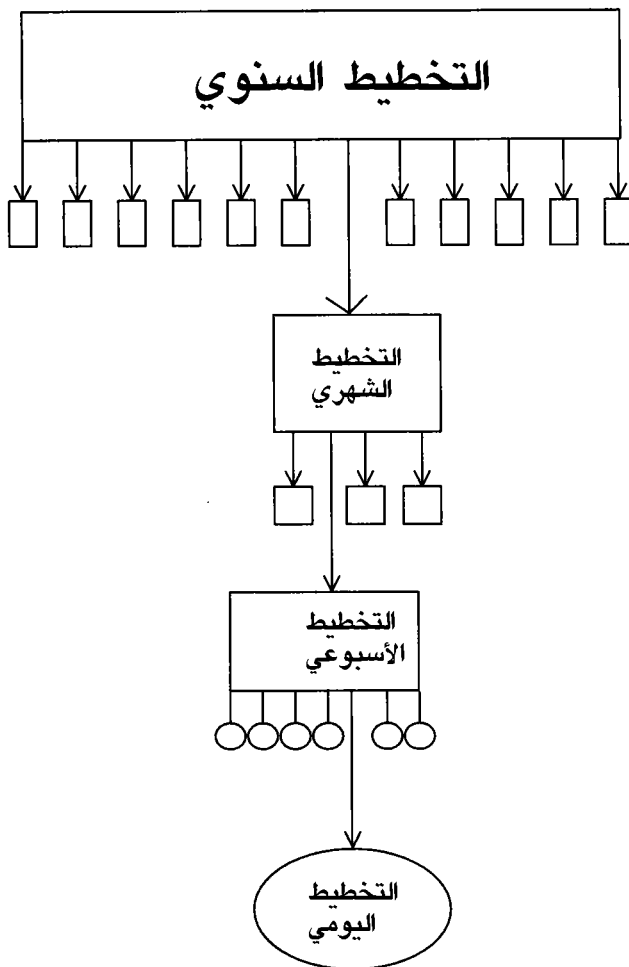 التخطيط السنوي
التخطيط
الشهري
التخطيط
الأسبوعي
التخطيط
اليومي